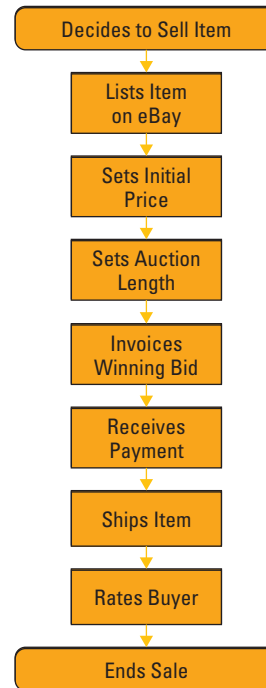 Decides to Sell Item
Lists Item
on eBay
Sets Initial
Price
Sets Auction
Length
Invoices
Winning Bid
Receives
Payment
Ships Item
Rates Buyer
Ends Sale